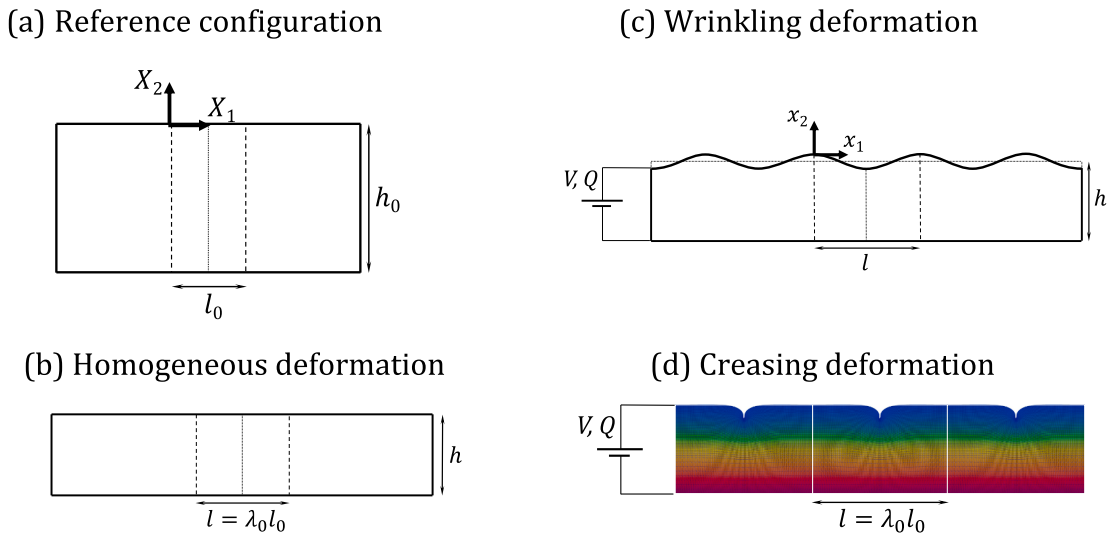 (a) Reference configuration
X₂
X₁
h₀
l₀
(b) Homogeneous deformation
h
l = λ₀l₀
(c) Wrinkling deformation
x₂
x₁
V, Q
h
l
(d) Creasing deformation
V, Q
l = λ₀l₀